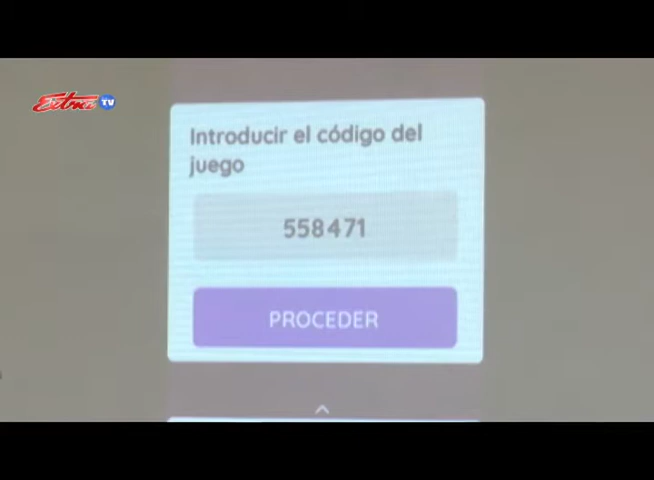 Extra TV
Introducir el código del
juego
558471
PROCEDER